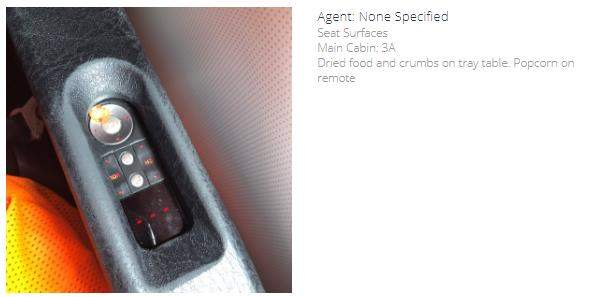 Agent: None Specified
Seat Surfaces
Main Cabin: 3A
Dried food and crumbs on tray table. Popcorn on
remote